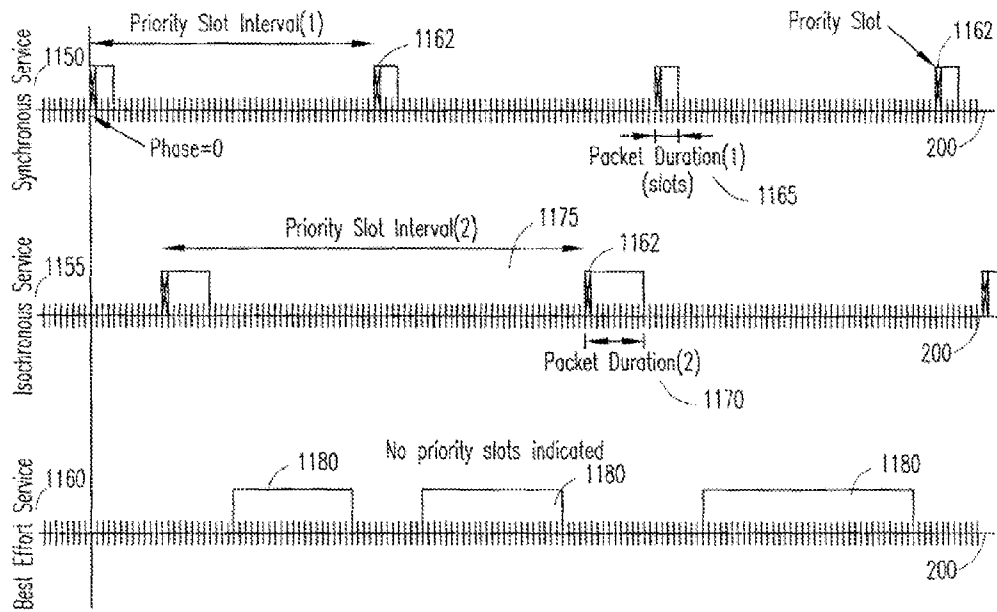 Priority Slot Interval(1)
1162
Frority Slot
1162
1150
Synchronous Service
Phase=0
200
Packet Duration(1)
(slots)
1165
Priority Slot Interval(2)
1175
1162
1155
Isochronous Service
200
Packet Duration(2)
1170
No priority slots indicated
1180
1180
1180
1160
Best Effort Service
200